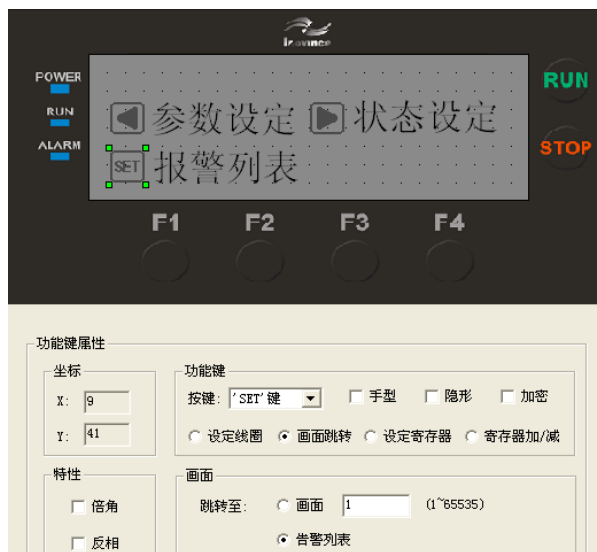 Iravince
POWER
RUN
ALARM
RUN
STOP
参数设定 状态设定
SET 报警列表
F1 F2 F3 F4
功能键属性
坐标
X: 9
Y: 41
功能键
按键: 'SET'键 手型 隐形 加密
设定线圈 画面跳转 设定寄存器 寄存器加/减
特性
倍角
反相
画面
跳转至: 画面 1 (1~65535)
告警列表